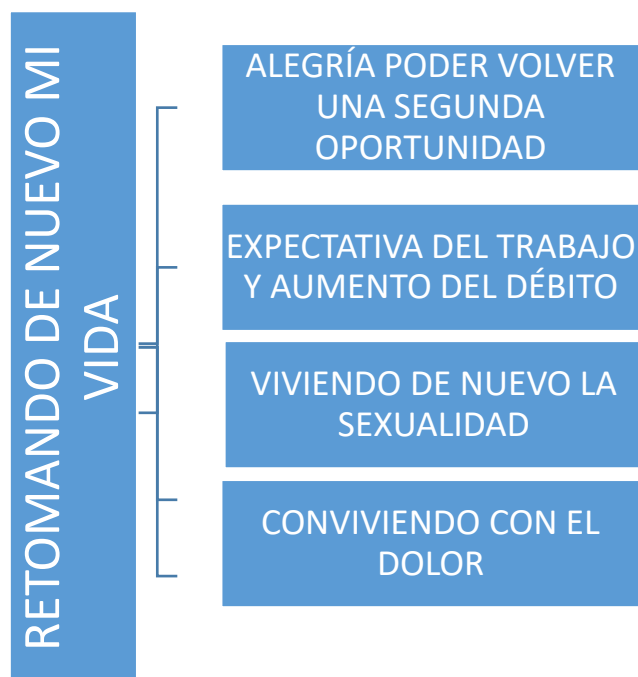 RETOMANDO DE NUEVO MI
VIDA
ALEGRÍA PODER VOLVER
UNA SEGUNDA
OPORTUNIDAD
EXPECTATIVA DEL TRABAJO
Y AUMENTO DEL DÉBITO
VIVIENDO DE NUEVO LA
SEXUALIDAD
CONVIVIENDO CON EL
DOLOR